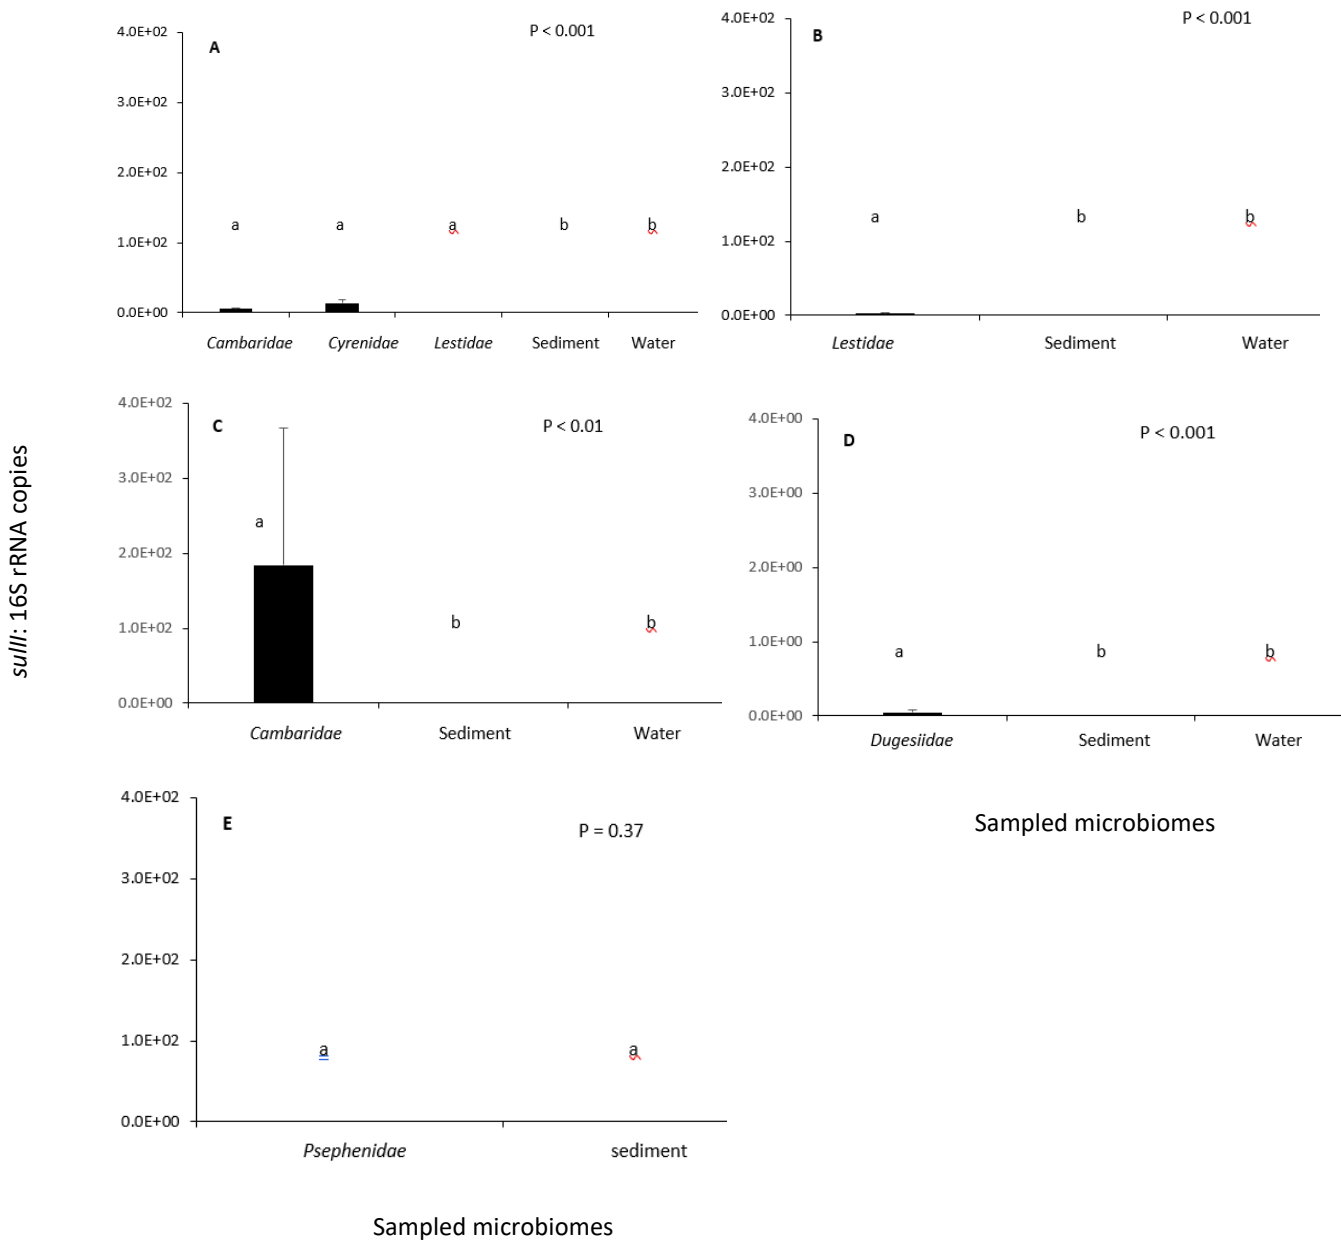 sulII: 16S rRNA copies
A
P < 0.001
4.0E+02
3.0E+02
2.0E+02
1.0E+02
0.0E+00
a a a b b
Cambaridae Cyrenidae Lestidae Sediment Water
B
P < 0.001
4.0E+02
3.0E+02
2.0E+02
1.0E+02
0.0E+00
a b b
Lestidae Sediment Water
C
P < 0.01
4.0E+02
3.0E+02
2.0E+02
1.0E+02
0.0E+00
a
b b
Cambaridae Sediment Water
D
P < 0.001
4.0E+00
3.0E+00
2.0E+00
1.0E+00
0.0E+00
a b b
Dugesiidae Sediment Water
Sampled microbiomes
E
P = 0.37
4.0E+02
3.0E+02
2.0E+02
1.0E+02
0.0E+00
a a
Psephenidae sediment
Sampled microbiomes